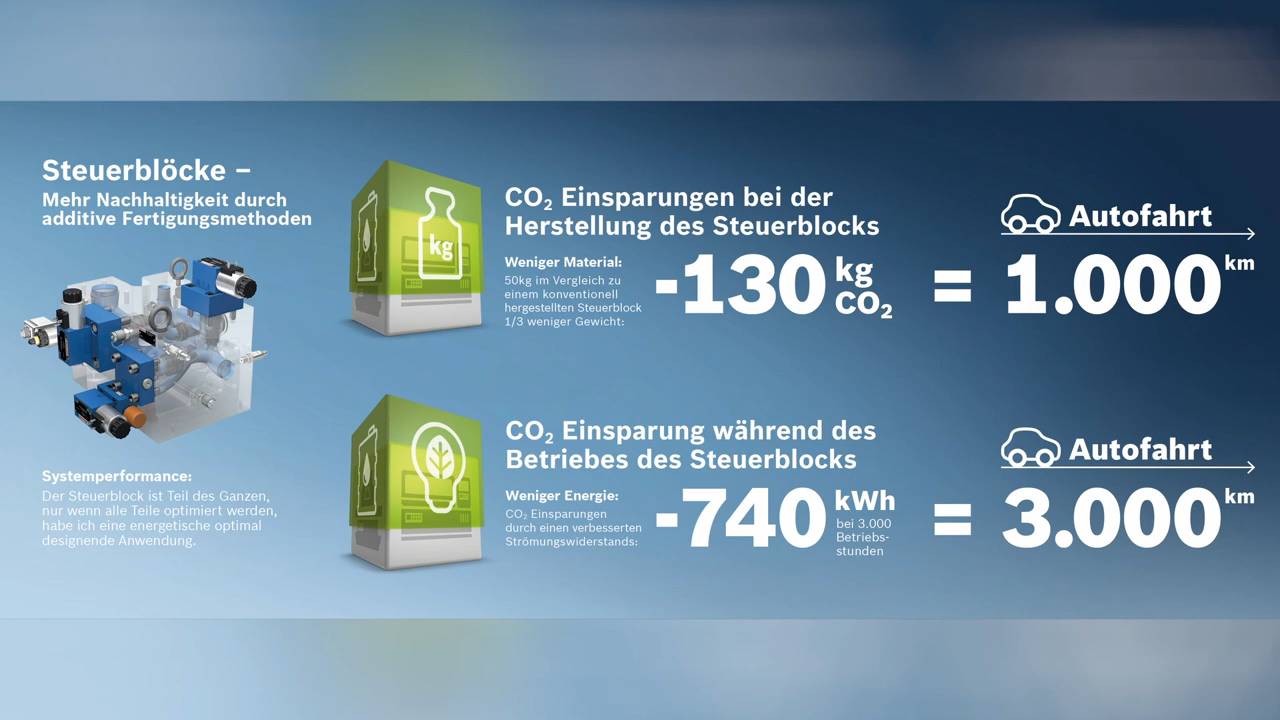 Steuerblöcke –
Mehr Nachhaltigkeit durch
additive Fertigungsmethoden
Systemperformance:
Der Steuerblock ist Teil des Ganzen,
nur wenn alle Teile optimiert werden,
habe ich eine energetische optimal
designende Anwendung.
kg
CO₂ Einsparungen bei der
Herstellung des Steuerblocks
Weniger Material:
50kg im Vergleich zu
einem konventionell
hergestellten Steuerblock
1/3 weniger Gewicht:
-130 kg
CO₂
=
Autofahrt
1.000 km
CO₂ Einsparung während des
Betriebes des Steuerblocks
Weniger Energie:
CO₂ Einsparungen
durch einen verbesserten
Strömungswiderstands:
-740 kWh
bei 3.000
Betriebs-
stunden
=
Autofahrt
3.000 km